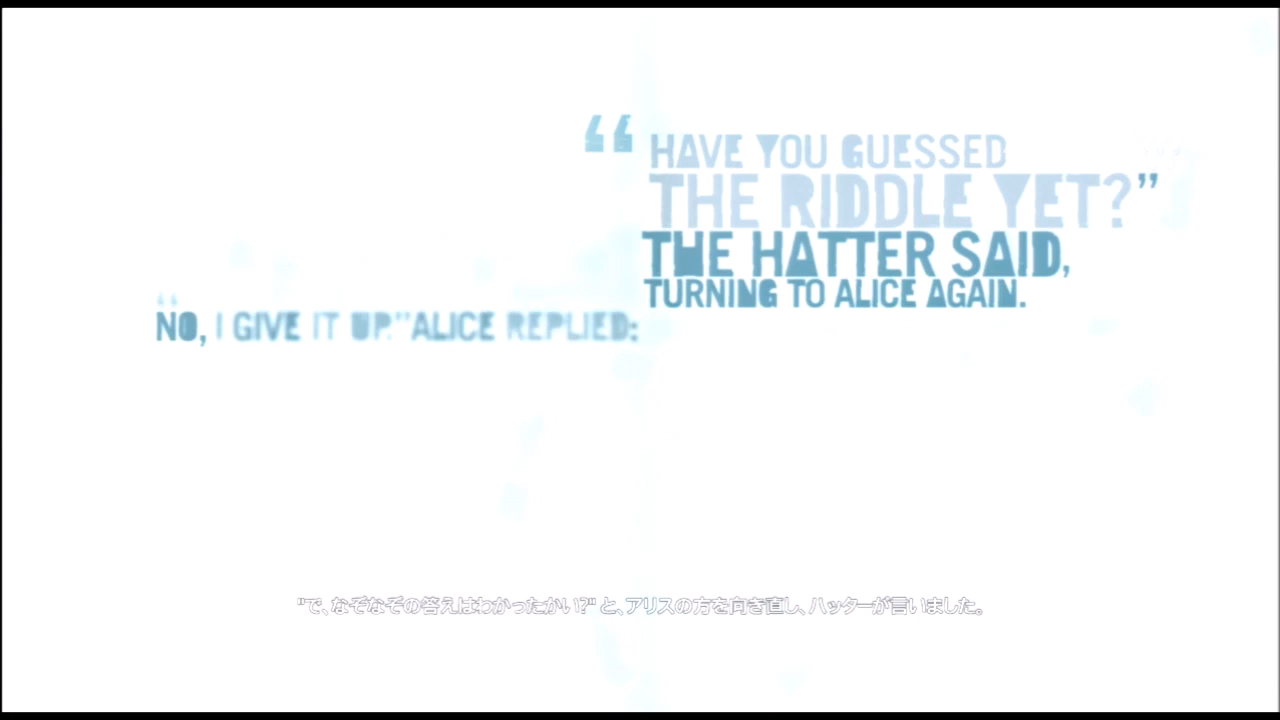 “HAVE YOU GUESSED
THE RIDDLE YET?”
THE HATTER SAID,
TURNING TO ALICE AGAIN.
“NO, I GIVE IT UP.”ALICE REPLIED:
"で、なぞなぞの答えはわかったかい?" と、アリスの方を向き直し、ハッターが言いました。